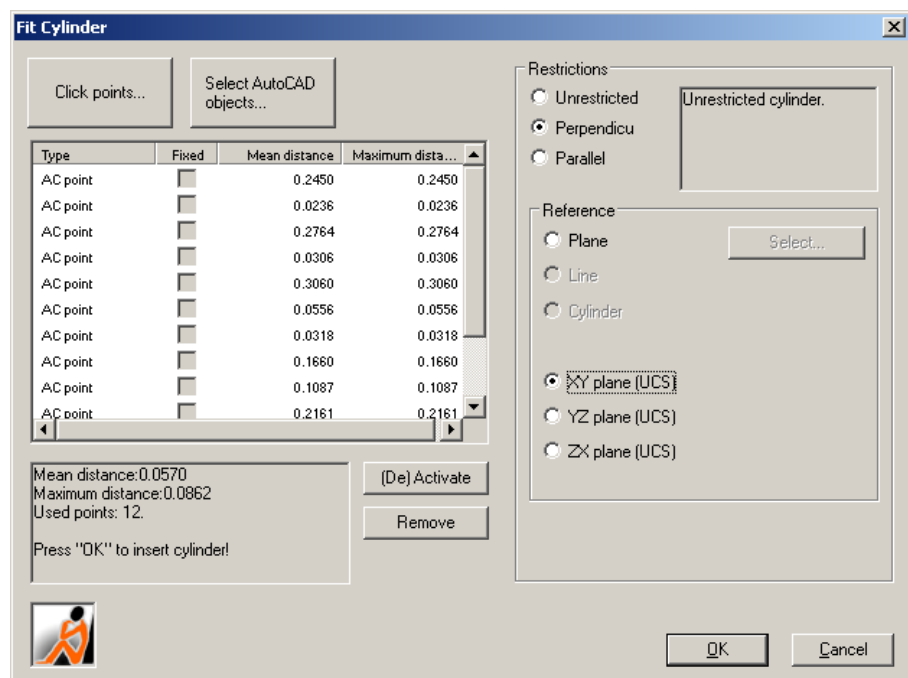 Fit Cylinder
Click points...
Select AutoCAD
objects...
Type Fixed Mean distance Maximum dista...
AC point 0.2450 0.2450
AC point 0.0236 0.0236
AC point 0.2764 0.2764
AC point 0.0306 0.0306
AC point 0.3060 0.3060
AC point 0.0556 0.0556
AC point 0.0318 0.0318
AC point 0.1660 0.1660
AC point 0.1087 0.1087
AC point 0.2161 0.2161
Mean distance:0.0570
Maximum distance:0.0862
Used points: 12.
Press "OK" to insert cylinder!
(De) Activate
Remove
Restrictions
Unrestricted
Perpendicu
Parallel
Unrestricted cylinder.
Reference
Plane
Select...
Line
Cylinder
XY plane (UCS)
YZ plane (UCS)
ZX plane (UCS)
OK
Cancel